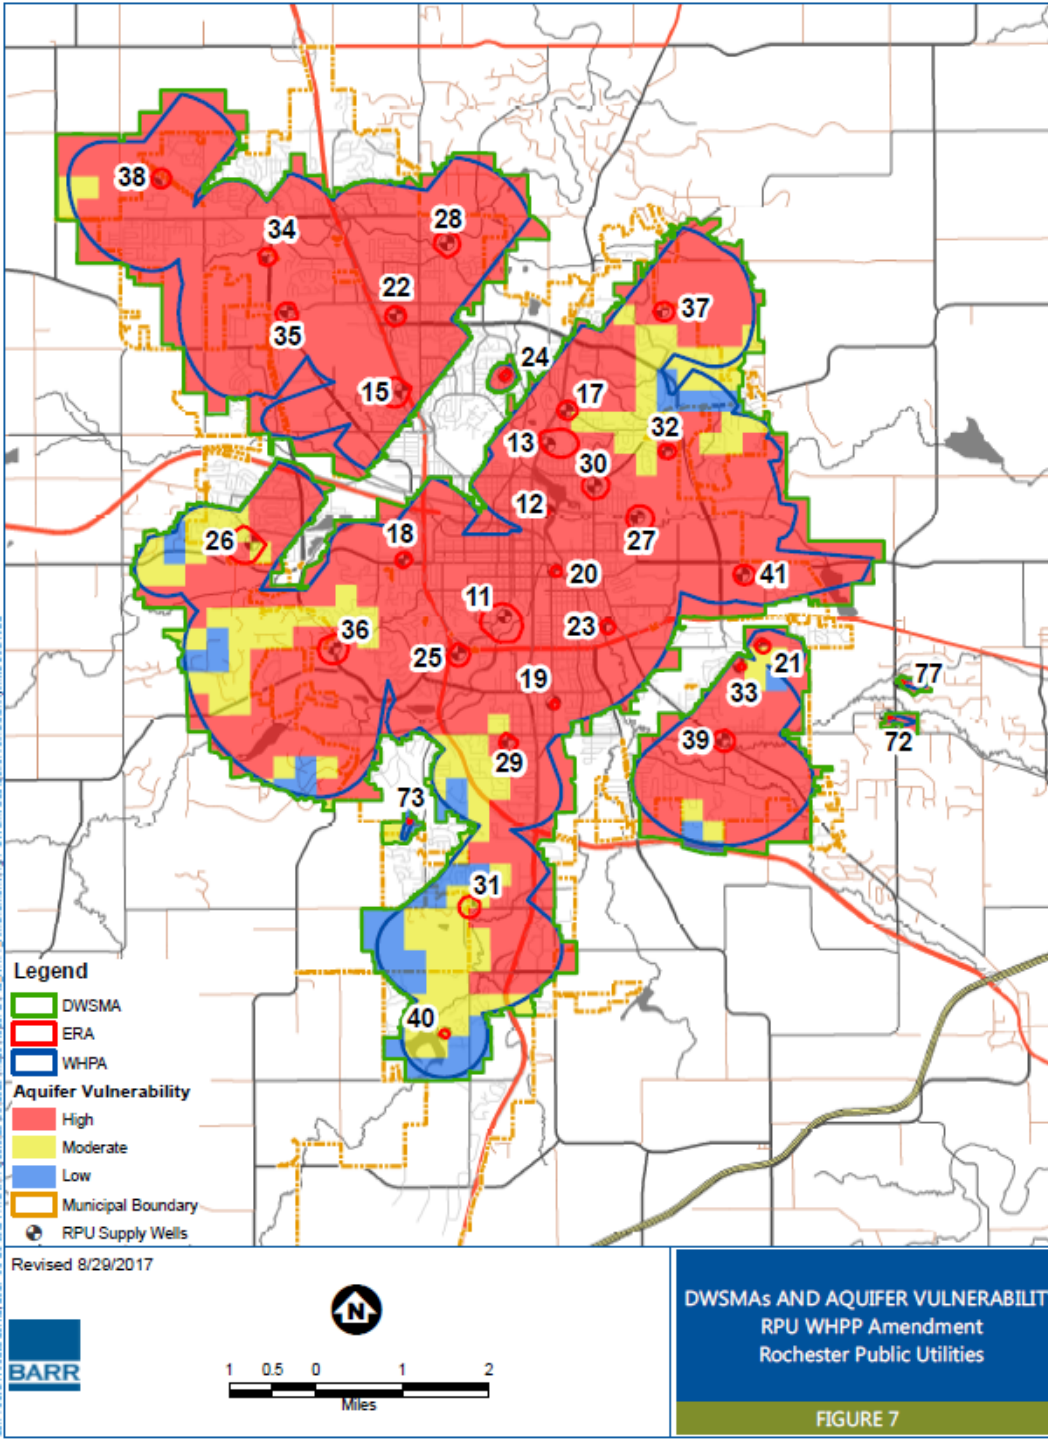 38
34
28
22
35
37
24
15
17
13
32
30
12
26
18
27
20
41
11
23
36
25
21
33
77
19
39
72
29
73
31
40
Legend
DWSMA
ERA
WHPA
Aquifer Vulnerability
High
Moderate
Low
Municipal Boundary
RPU Supply Wells
Revised 8/29/2017
N
BARR
1 0.5 0 1 2
Miles
DWSMAs AND AQUIFER VULNERABILIT
RPU WHPP Amendment
Rochester Public Utilities
FIGURE 7